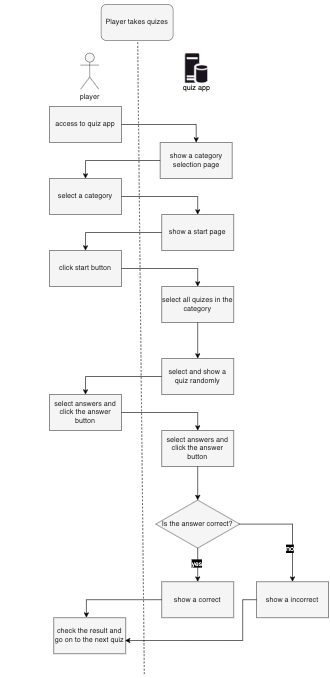 Player takes quizes
player
quiz app
access to quiz app
show a category
selection page
select a category
show a start page
click start button
select all quizes in the
category
select and show a
quiz randomly
select answers and
click the answer
button
select answers and
click the answer
button
Is the answer correct?
no
yes
show a correct
show a incorrect
check the result and
go on to the next quiz